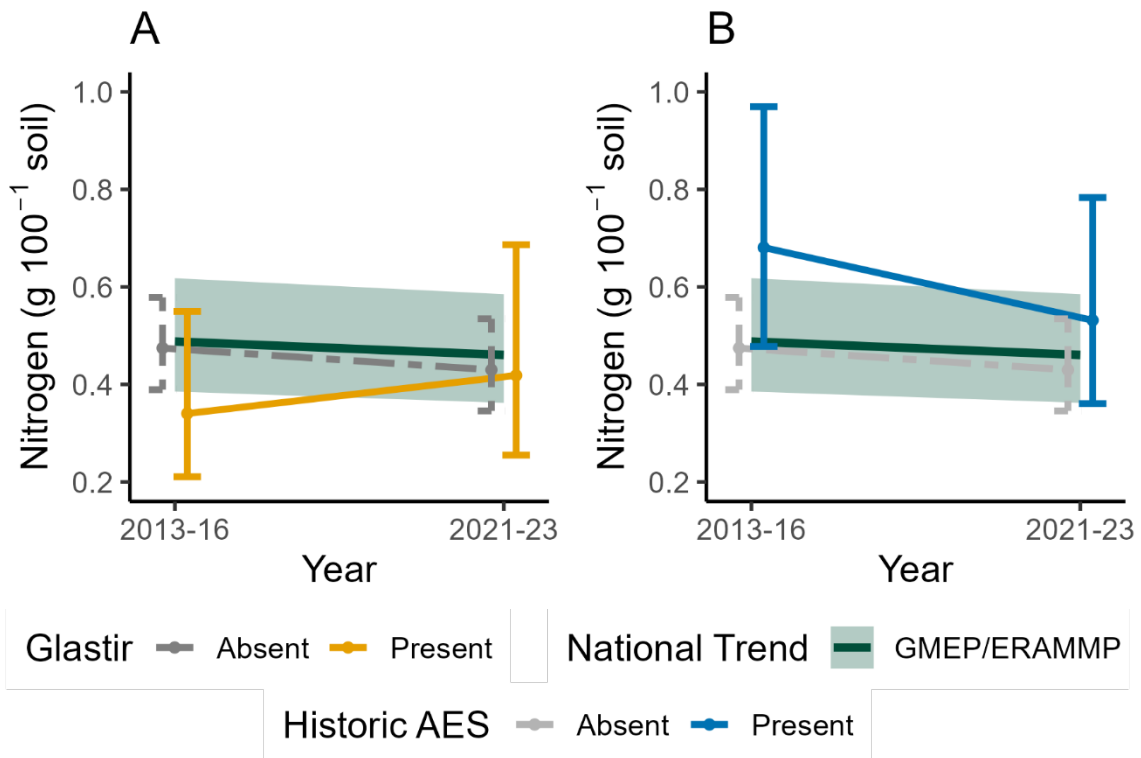 A
B
Nitrogen (g 100⁻¹ soil)
1.0
0.8
0.6
0.4
0.2
2013-16
2021-23
Year
Nitrogen (g 100⁻¹ soil)
1.0
0.8
0.6
0.4
0.2
2013-16
2021-23
Year
Glastir Absent Present
National Trend GMEP/ERAMMP
Historic AES Absent Present